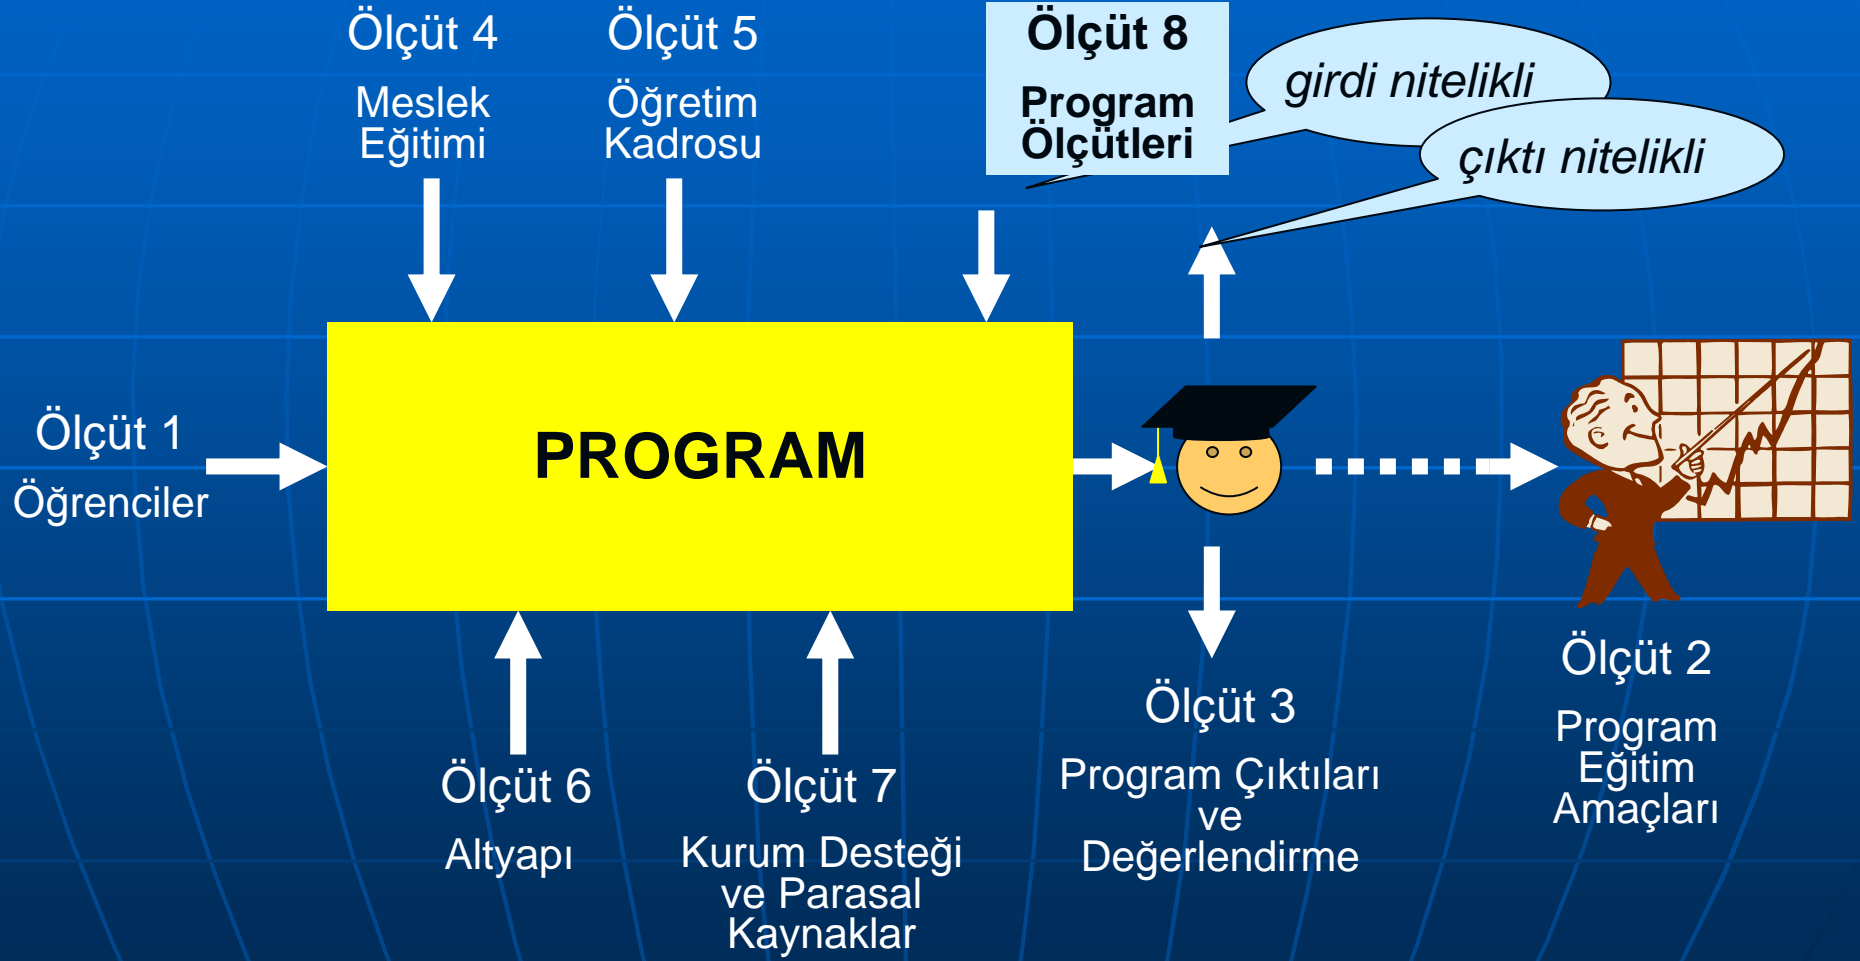 Ölçüt 4
Meslek
Eğitimi
Ölçüt 5
Öğretim
Kadrosu
Ölçüt 8
Program
Ölçütleri
girdi nitelikli
çıktı nitelikli
Ölçüt 1
Öğrenciler
PROGRAM
Ölçüt 6
Altyapı
Ölçüt 7
Kurum Desteği
ve Parasal
Kaynaklar
Ölçüt 3
Program Çıktıları
ve
Değerlendirme
Ölçüt 2
Program
Eğitim
Amaçları